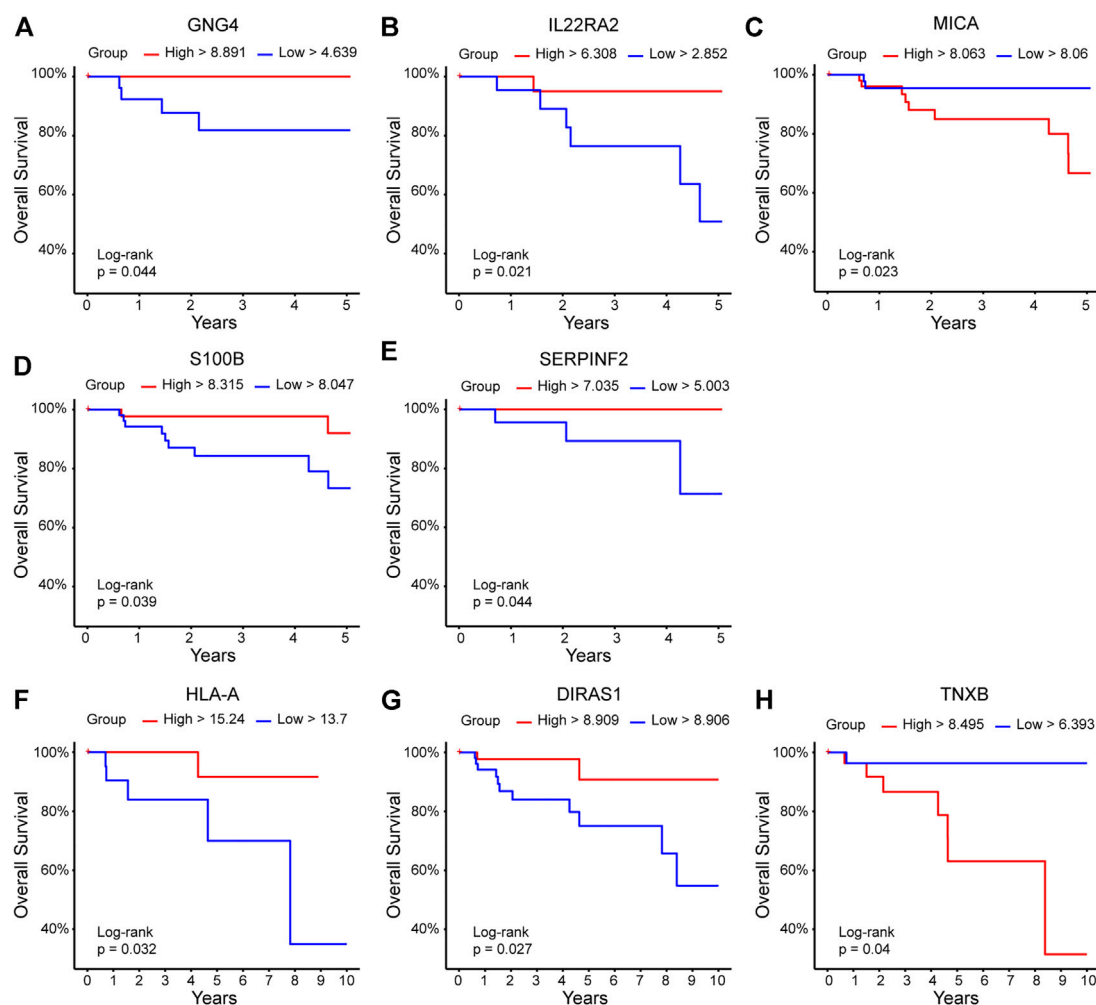 A
GNG4
Group High > 8.891 Low > 4.639
100%
80%
60%
40%
Overall Survival
Log-rank
p = 0.044
0 1 2 3 4 5
Years
B
IL22RA2
Group High > 6.308 Low > 2.852
100%
80%
60%
40%
Overall Survival
Log-rank
p = 0.021
0 1 2 3 4 5
Years
C
MICA
Group High > 8.063 Low > 8.06
100%
80%
60%
40%
Overall Survival
Log-rank
p = 0.023
0 1 2 3 4 5
Years
D
S100B
Group High > 8.315 Low > 8.047
100%
80%
60%
40%
Overall Survival
Log-rank
p = 0.039
0 1 2 3 4 5
Years
E
SERPINF2
Group High > 7.035 Low > 5.003
100%
80%
60%
40%
Overall Survival
Log-rank
p = 0.044
0 1 2 3 4 5
Years
F
HLA-A
Group High > 15.24 Low > 13.7
100%
80%
60%
40%
Overall Survival
Log-rank
p = 0.032
0 1 2 3 4 5 6 7 8 9 10
Years
G
DIRAS1
Group High > 8.909 Low > 8.906
100%
80%
60%
40%
Overall Survival
Log-rank
p = 0.027
0 1 2 3 4 5 6 7 8 9 10
Years
H
TNXB
Group High > 8.495 Low > 6.393
100%
80%
60%
40%
Overall Survival
Log-rank
p = 0.04
0 1 2 3 4 5 6 7 8 9 10
Years